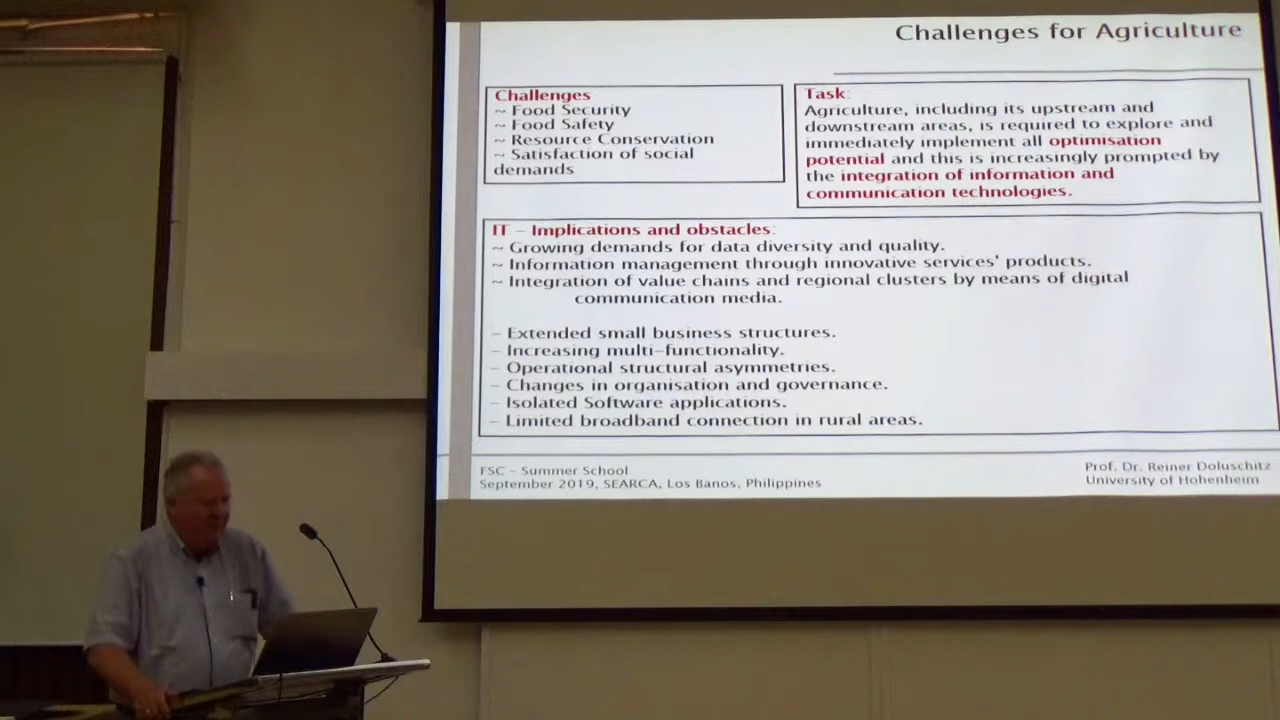 Challenges for Agriculture
Challenges
~ Food Security
~ Food Safety
~ Resource Conservation
~ Satisfaction of social
demands
Task:
Agriculture, including its upstream and
downstream areas, is required to explore and
immediately implement all optimisation
potential and this is increasingly prompted by
the integration of information and
communication technologies.
IT – Implications and obstacles:
~ Growing demands for data diversity and quality.
~ Information management through innovative services' products.
~ Integration of value chains and regional clusters by means of digital
communication media.
– Extended small business structures.
– Increasing multi-functionality.
– Operational structural asymmetries.
– Changes in organisation and governance.
– Isolated Software applications.
– Limited broadband connection in rural areas.
FSC – Summer School
September 2019, SEARCA, Los Banos, Philippines
Prof. Dr. Reiner Doluschitz
University of Hohenheim